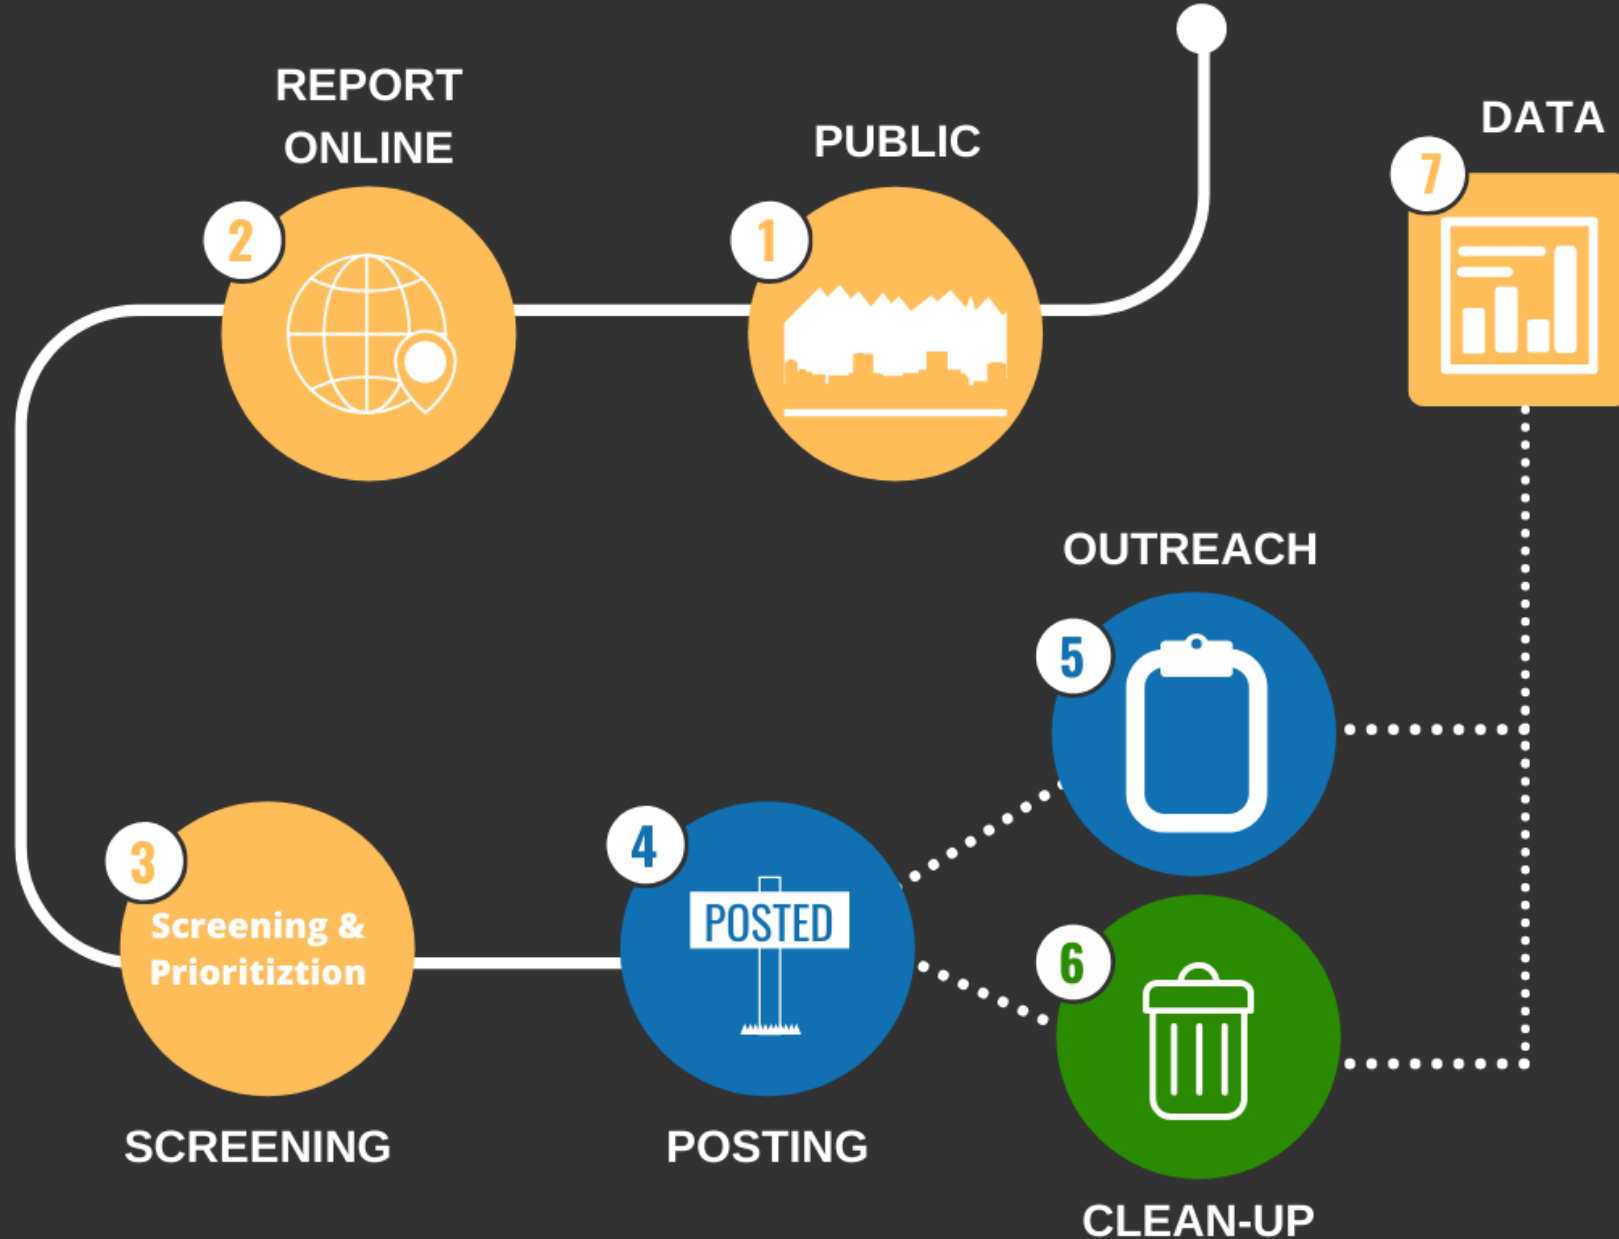 PUBLIC
1
REPORT
ONLINE
2
3
Screening &
Prioritiztion
SCREENING
4
POSTED
POSTING
OUTREACH
5
6
CLEAN-UP
DATA
7